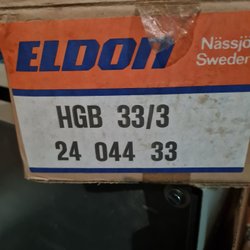 ELDON
Nässjö
Sweden
HGB 33/3
24 044 33